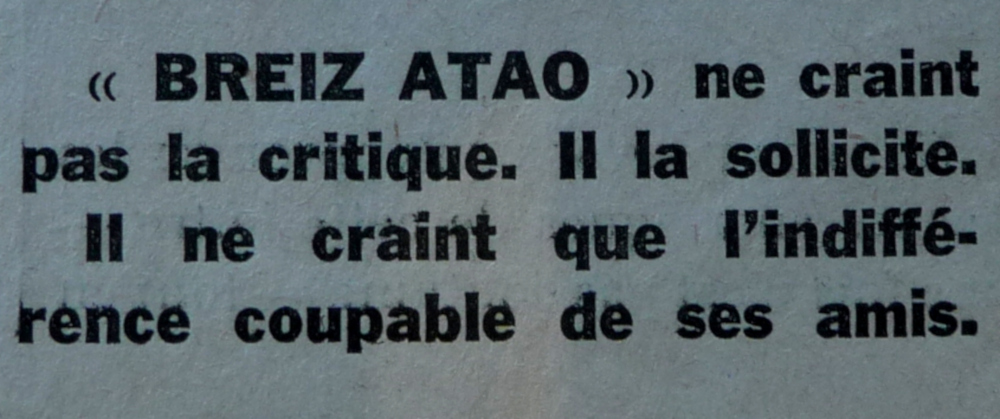 « BREIZ ATAO » ne craint
pas la critique. Il la sollicite.
Il ne craint que l'indiffé-
rence coupable de ses amis.